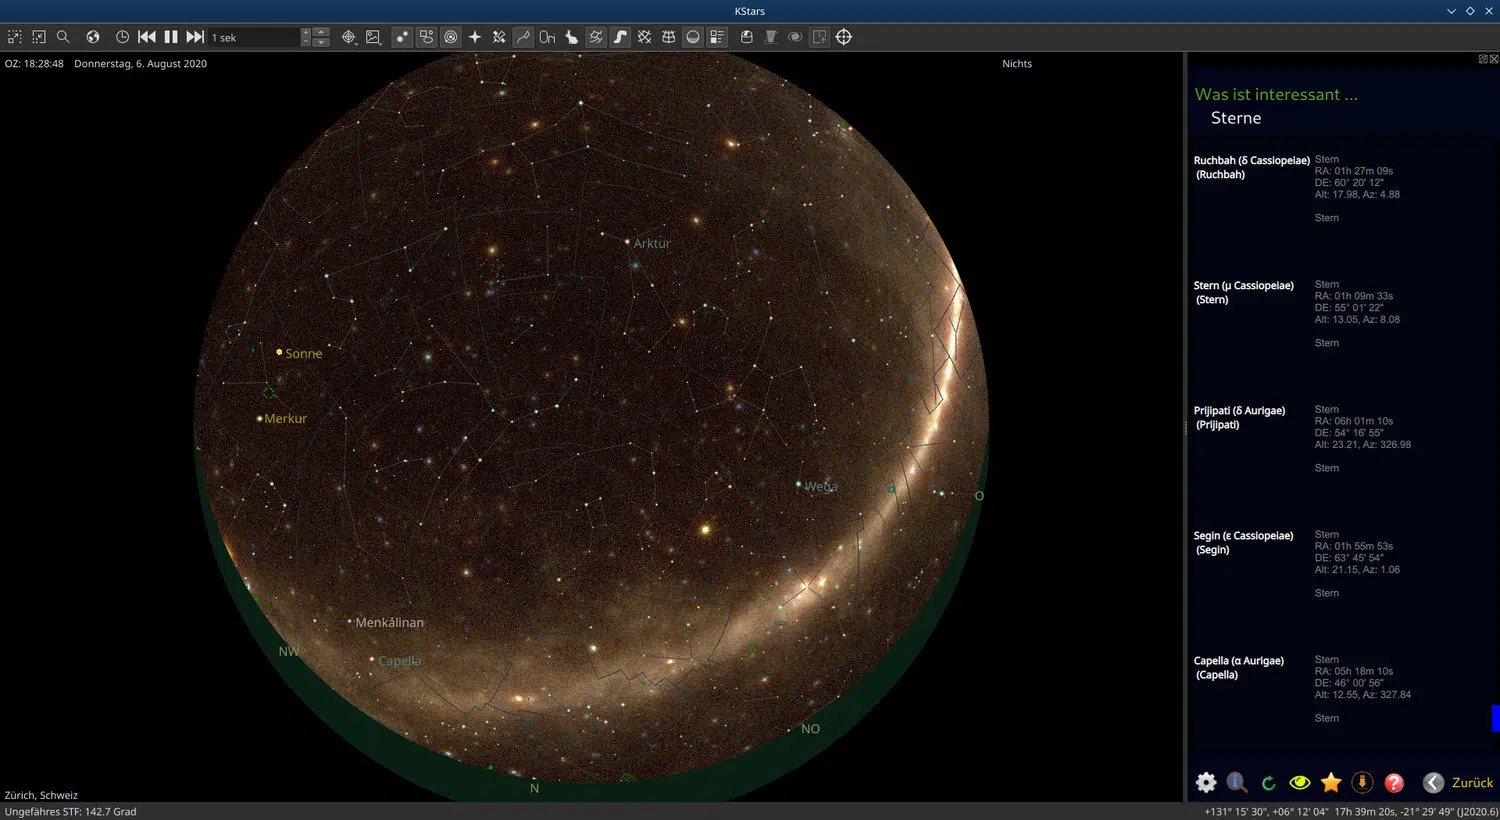 KStars
1 sek
Ori
OZ: 18:28:48 Donnerstag, 6. August 2020
Nichts
Arktur
Sonne
Merkur
Wega
O
Menkálinan
NW
Capella
NO
N
Zürich, Schweiz
Was ist interessant ...
Sterne
Ruchbah (δ Cassiopeiae)
(Ruchbah)
Stern
RA: 01h 27m 09s
DE: 60° 20' 12"
Alt: 17.98, Az: 4.88
Stern
Stern (μ Cassiopeiae)
(Stern)
Stern
RA: 01h 09m 33s
DE: 55° 01' 22"
Alt: 13.05, Az: 8.08
Stern
Prijipati (δ Aurigae)
(Prijipati)
Stern
RA: 06h 01m 10s
DE: 54° 16' 55"
Alt: 23.21, Az: 326.98
Stern
Segin (ε Cassiopeiae)
(Segin)
Stern
RA: 01h 55m 53s
DE: 63° 45' 54"
Alt: 21.15, Az: 1.06
Stern
Capella (α Aurigae)
(Capella)
Stern
RA: 05h 18m 10s
DE: 46° 00' 56"
Alt: 12.55, Az: 327.84
Stern
Zurück
Ungefähres STF: 142.7 Grad
+131° 15' 30", +06° 12' 04" 17h 39m 20s, -21° 29' 49" (J2020.6)